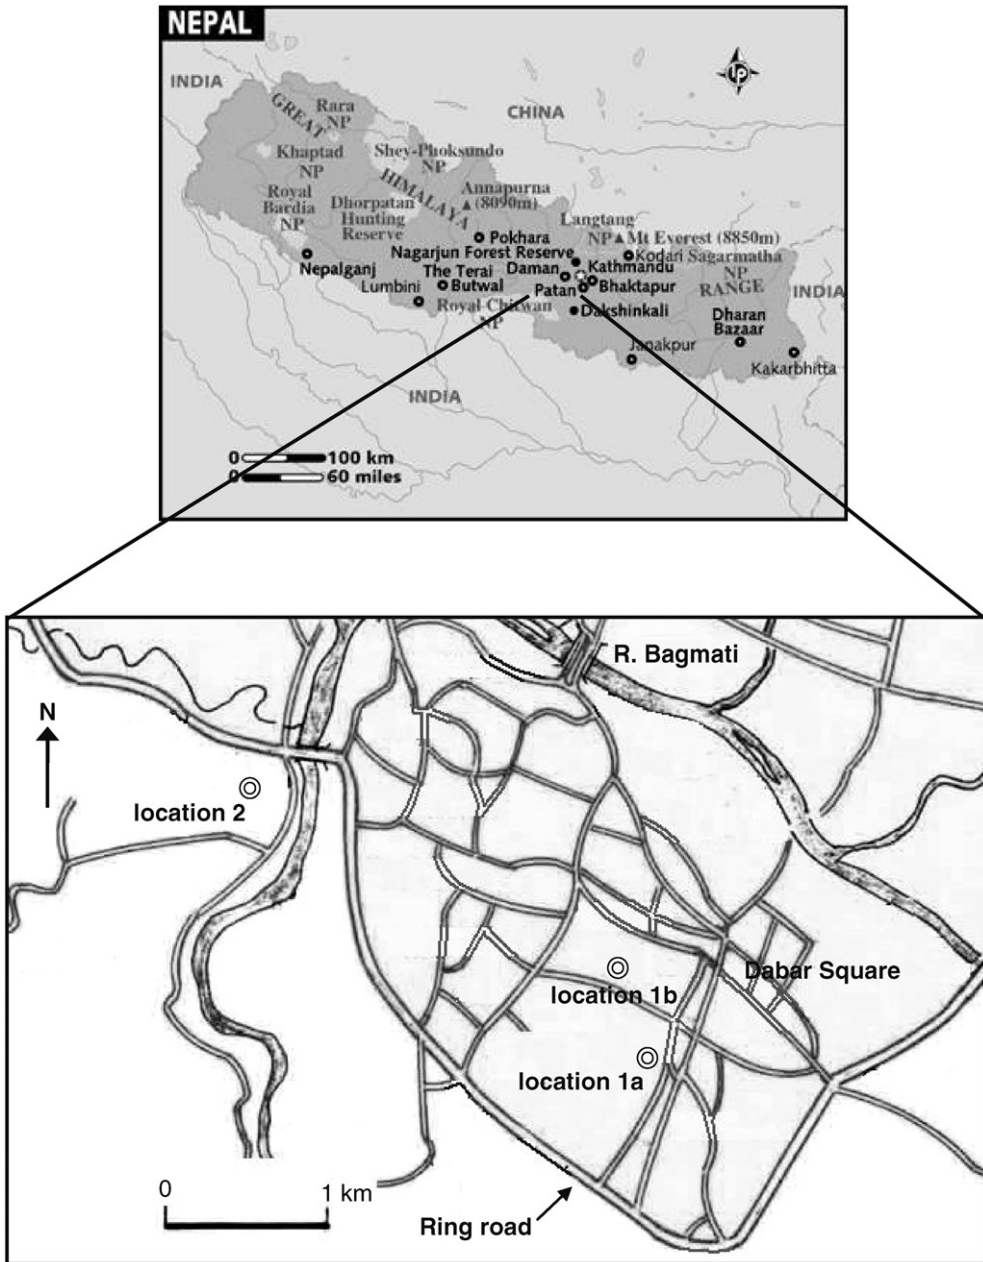 NEPAL
INDIA
CHINA
GREAT
Rara
NP
Khaptad
NP
Shey-Phoksundo
NP
HIMALAYA
Royal
Bardia
NP
Dhorpatan
Hunting
Reserve
Annapurna
(8090m)
Langtang
NP
Mt Everest (8850m)
Pokhara
Nagarjun Forest Reserve
Kodari
Sagarmatha
NP
RANGE
Nepalganj
The Terai
Daman
Kathmandu
Lumbini
Butwal
Patan
Bhaktapur
INDIA
Royal Chitwan
NP
Dakshinkali
Dharan
Bazaar
Janakpur
Kakarbhitta
INDIA
0 100 km
0 60 miles
lp
R. Bagmati
N
location 2
Dabar Square
location 1b
location 1a
0 1 km
Ring road